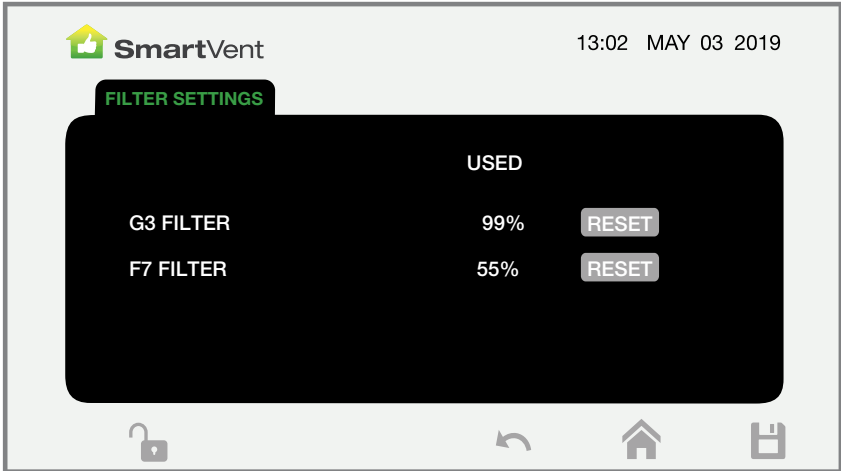 SmartVent
13:02 MAY 03 2019
FILTER SETTINGS
USED
G3 FILTER 99% RESET
F7 FILTER 55% RESET